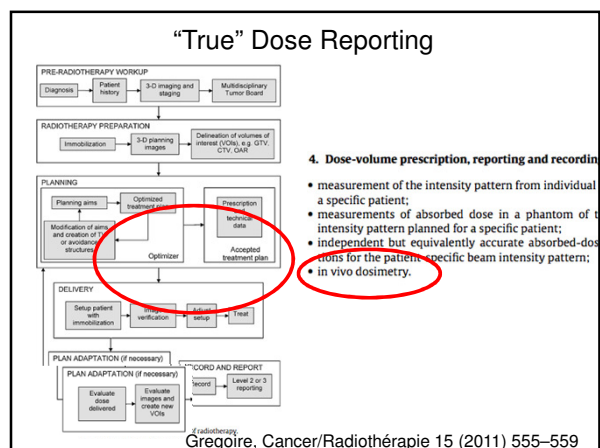 “True” Dose Reporting
PRE-RADIOTHERAPY WORKUP
Diagnosis
Patient
history
3-D imaging and
staging
Multidisciplinary
Tumor Board
RADIOTHERAPY PREPARATION
Immobilization
3-D planning
images
Delineation of volumes of
interest (VOIs), e.g. GTV,
CTV, OAR
PLANNING
Planning aims
Optimized
treatment plan
Modification of aims
and creation of TV
or avoidance
structures
Optimizer
Prescription
and
technical
data
Accepted
treatment plan
DELIVERY
Setup patient
with
immobilization
Image
verification
Adjust
setup
Treat
PLAN ADAPTATION (if necessary)
RECORD AND REPORT
PLAN ADAPTATION (if necessary)
Evaluate
dose
delivered
Evaluate
images and
create new
VOIs
Record
Level 2 or 3
reporting
of radiotherapy.
4. Dose-volume prescription, reporting and recording
• measurement of the intensity pattern from individual
a specific patient;
• measurements of absorbed dose in a phantom of t
intensity pattern planned for a specific patient;
• independent but equivalently accurate absorbed-dos
tions for the patient-specific beam intensity pattern;
• in vivo dosimetry.
Gregoire, Cancer/Radiothérapie 15 (2011) 555–559